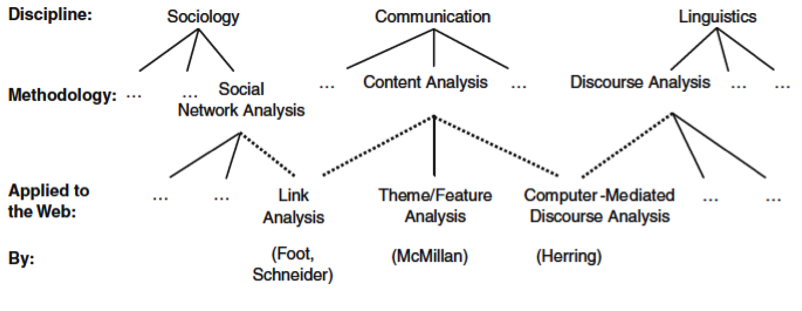 Discipline: Sociology Communication Linguistics
Methodology: ... ... Social Network Analysis ... Content Analysis ... Discourse Analysis ... ...
Applied to the Web: ... ... Link Analysis Theme/Feature Analysis Computer-Mediated Discourse Analysis ... ...
By: (Foot, Schneider) (McMillan) (Herring)